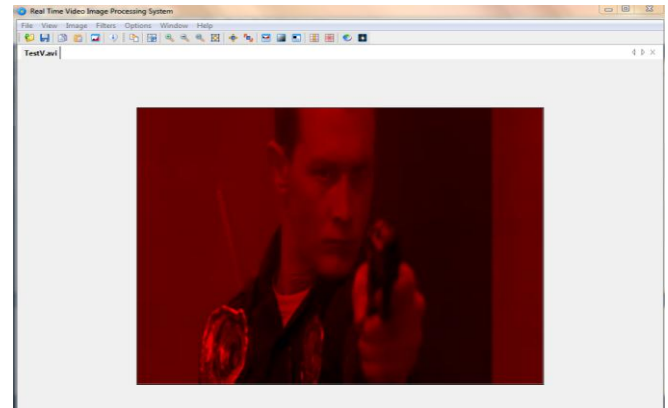 Real Time Video Image Processing System
File View Image Filters Options Window Help
TestV.avi